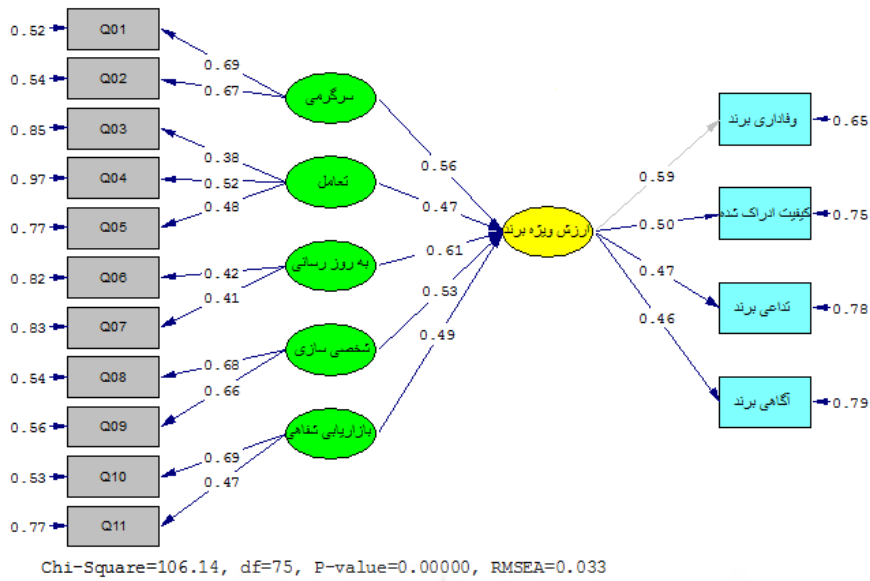 0.52 Q01
0.54 Q02
0.85 Q03
0.97 Q04
0.77 Q05
0.82 Q06
0.83 Q07
0.54 Q08
0.56 Q09
0.53 Q10
0.77 Q11
0.69
0.67
0.38
0.52
0.48
0.42
0.41
0.68
0.66
0.69
0.47
سرگرمی
تعامل
به روز رسانی
شخصی سازی
بازاریابی شفاهی
0.56
0.47
0.61
0.53
0.49
ارزش ویژه برند
0.59
0.50
0.47
0.46
وفاداری برند 0.65
کیفیت ادراک شده 0.75
تداعی برند 0.78
آگاهی برند 0.79
Chi-Square=106.14, df=75, P-value=0.00000, RMSEA=0.033